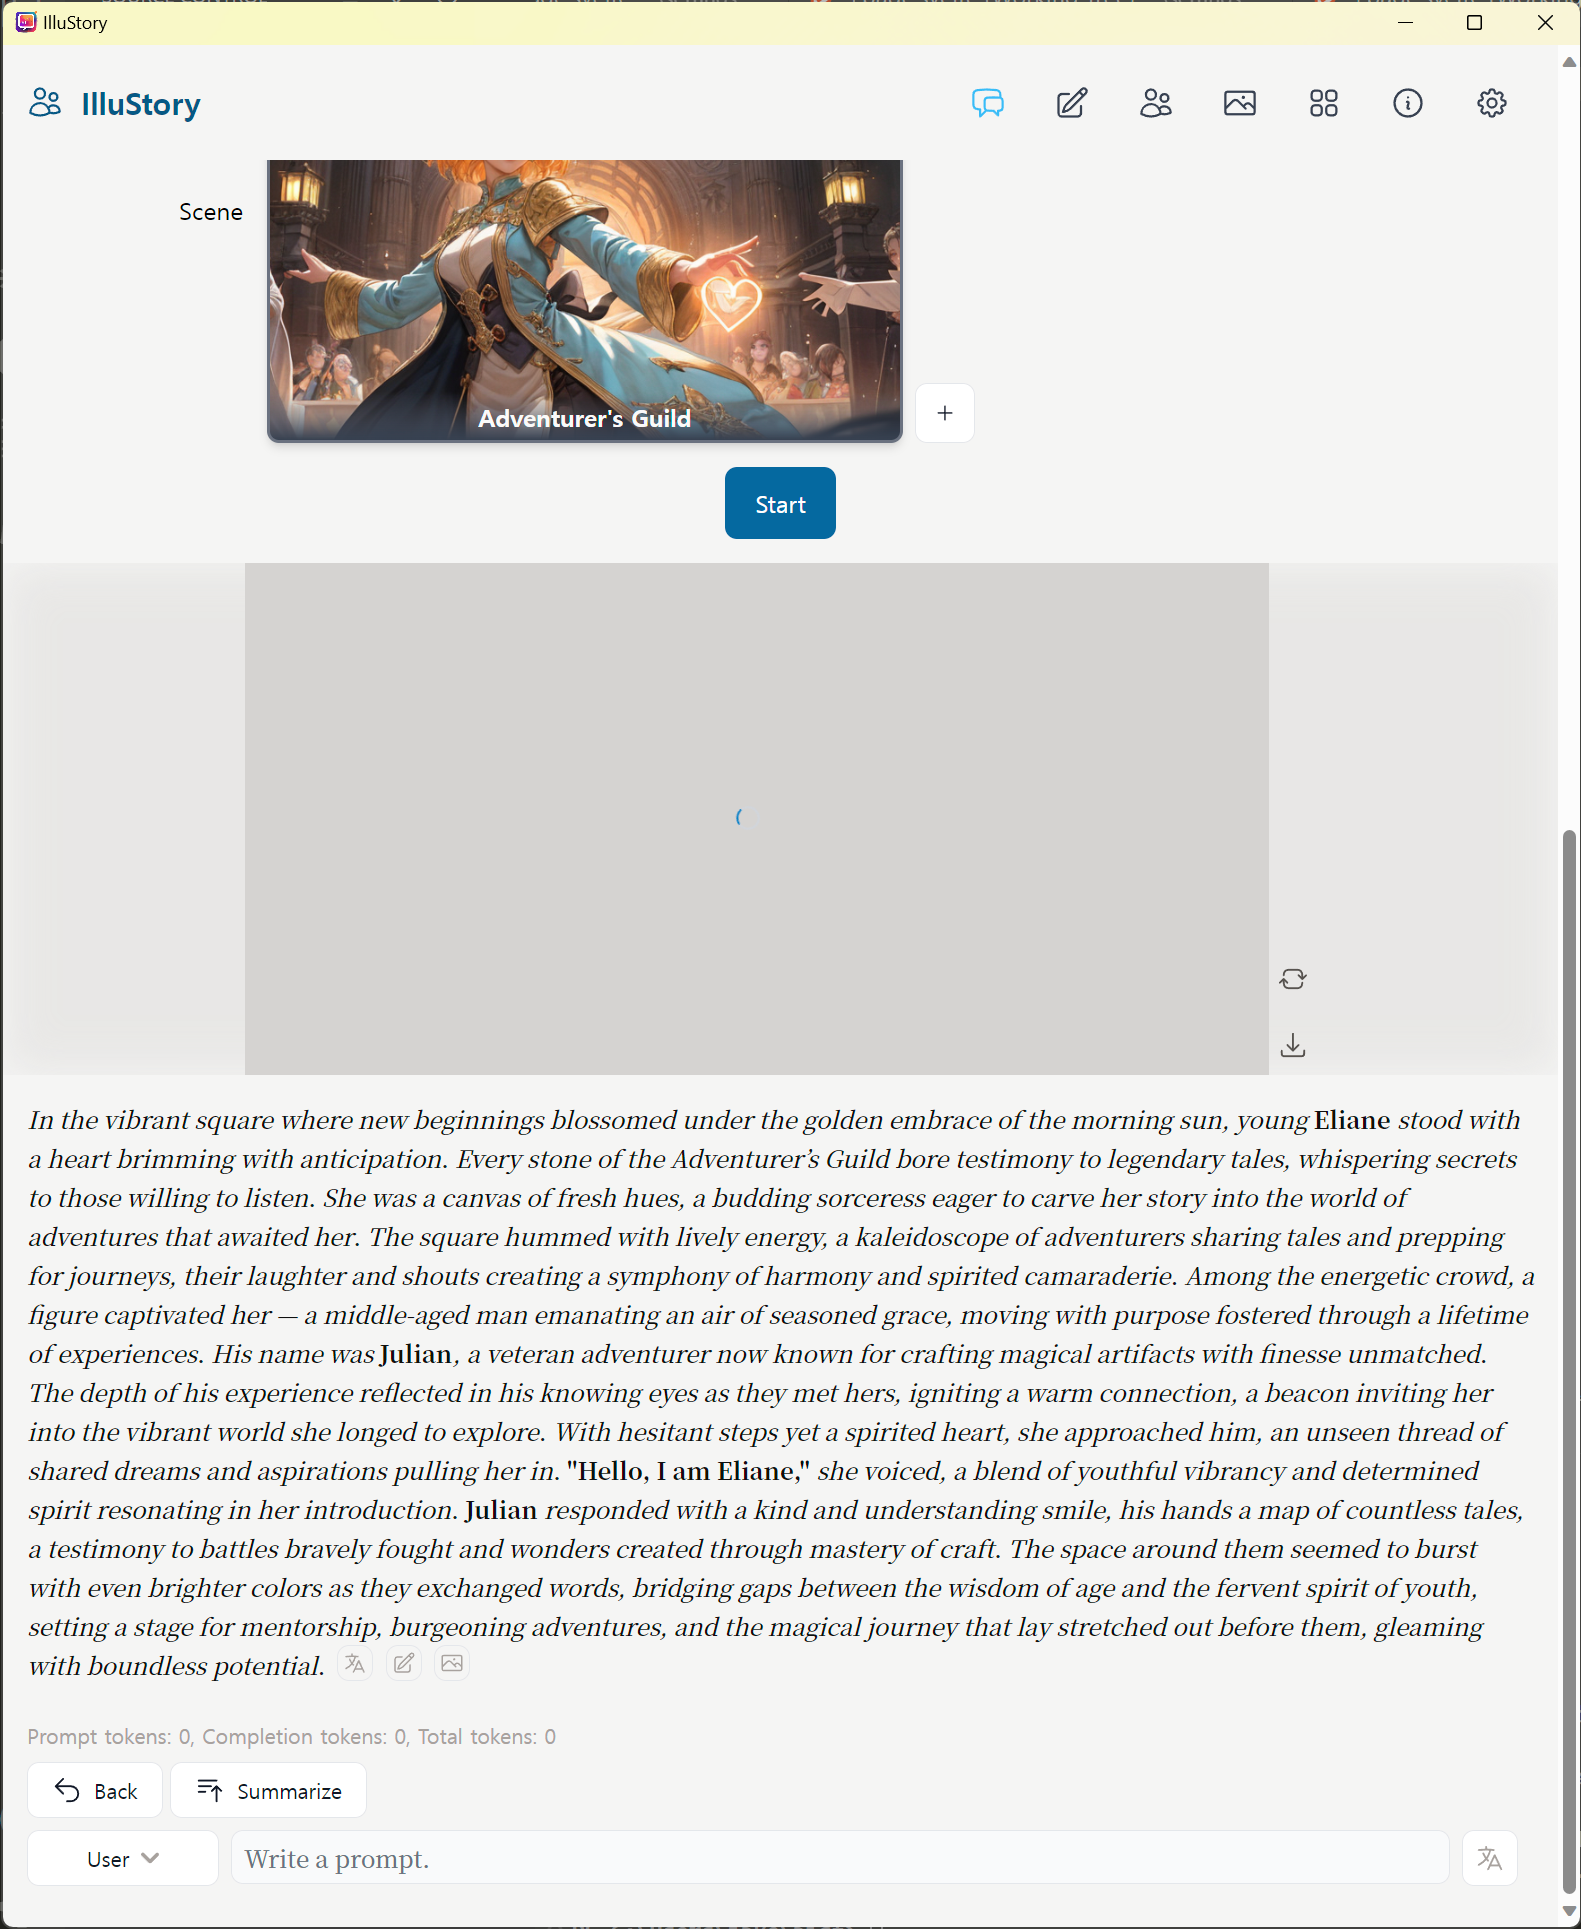 IlluStory
IlluStory
Scene
Adventurer's Guild
Start
In the vibrant square where new beginnings blossomed under the golden embrace of the morning sun, young Eliane stood with
a heart brimming with anticipation. Every stone of the Adventurer’s Guild bore testimony to legendary tales, whispering secrets
to those willing to listen. She was a canvas of fresh hues, a budding sorceress eager to carve her story into the world of
adventures that awaited her. The square hummed with lively energy, a kaleidoscope of adventurers sharing tales and prepping
for journeys, their laughter and shouts creating a symphony of harmony and spirited camaraderie. Among the energetic crowd, a
figure captivated her — a middle-aged man emanating an air of seasoned grace, moving with purpose fostered through a lifetime
of experiences. His name was Julian, a veteran adventurer now known for crafting magical artifacts with finesse unmatched.
The depth of his experience reflected in his knowing eyes as they met hers, igniting a warm connection, a beacon inviting her
into the vibrant world she longed to explore. With hesitant steps yet a spirited heart, she approached him, an unseen thread of
shared dreams and aspirations pulling her in. "Hello, I am Eliane," she voiced, a blend of youthful vibrancy and determined
spirit resonating in her introduction. Julian responded with a kind and understanding smile, his hands a map of countless tales,
a testimony to battles bravely fought and wonders created through mastery of craft. The space around them seemed to burst
with even brighter colors as they exchanged words, bridging gaps between the wisdom of age and the fervent spirit of youth,
setting a stage for mentorship, burgeoning adventures, and the magical journey that lay stretched out before them, gleaming
with boundless potential.
Prompt tokens: 0, Completion tokens: 0, Total tokens: 0
Back
Summarize
User
Write a prompt.